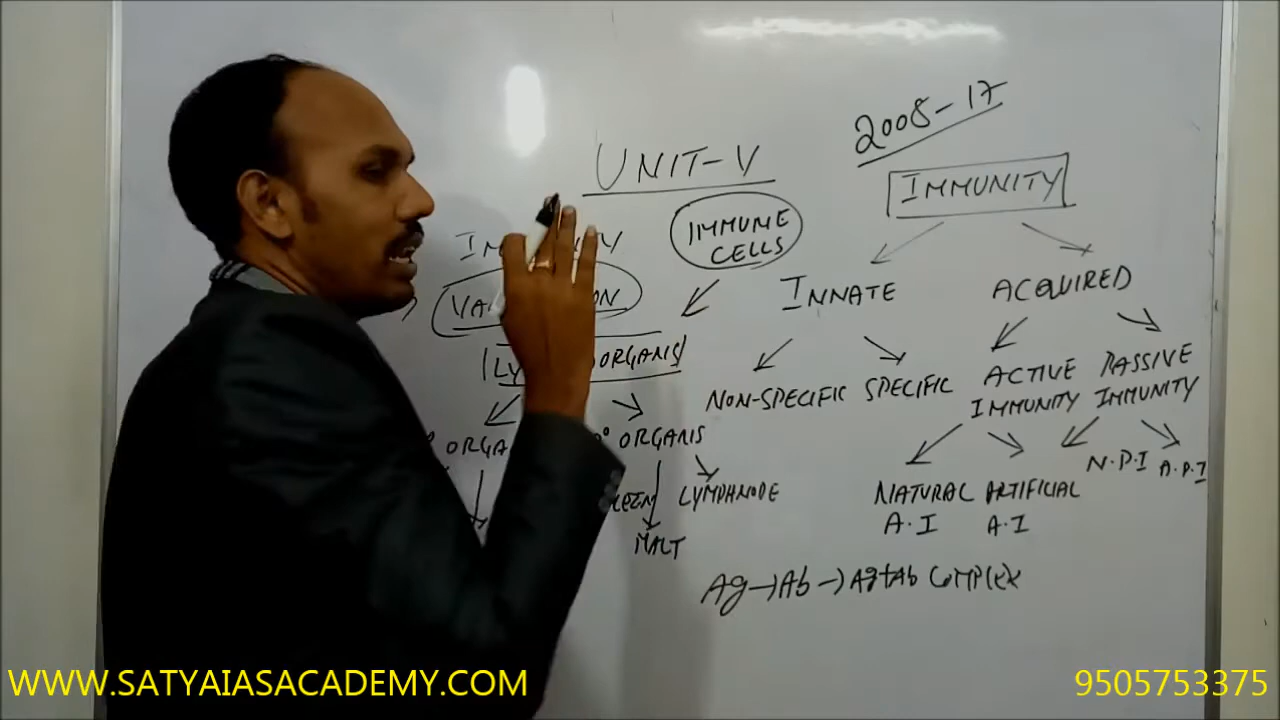 2008-17
UNIT-V
IMMUNITY
IMMUNE
CELLS
INNATE
ACQUIRED
ORGANS
NON-SPECIFIC
SPECIFIC
ACTIVE
IMMUNITY
PASSIVE
IMMUNITY
ORGANS
LYMPHNODE
MALT
NATURAL
A.I
ARTIFICIAL
A.I
N.P.I
A.P.I
Ag→Ab→Ag+Ab COMPLEX
WWW.SATYAIASACADEMY.COM
9505753375